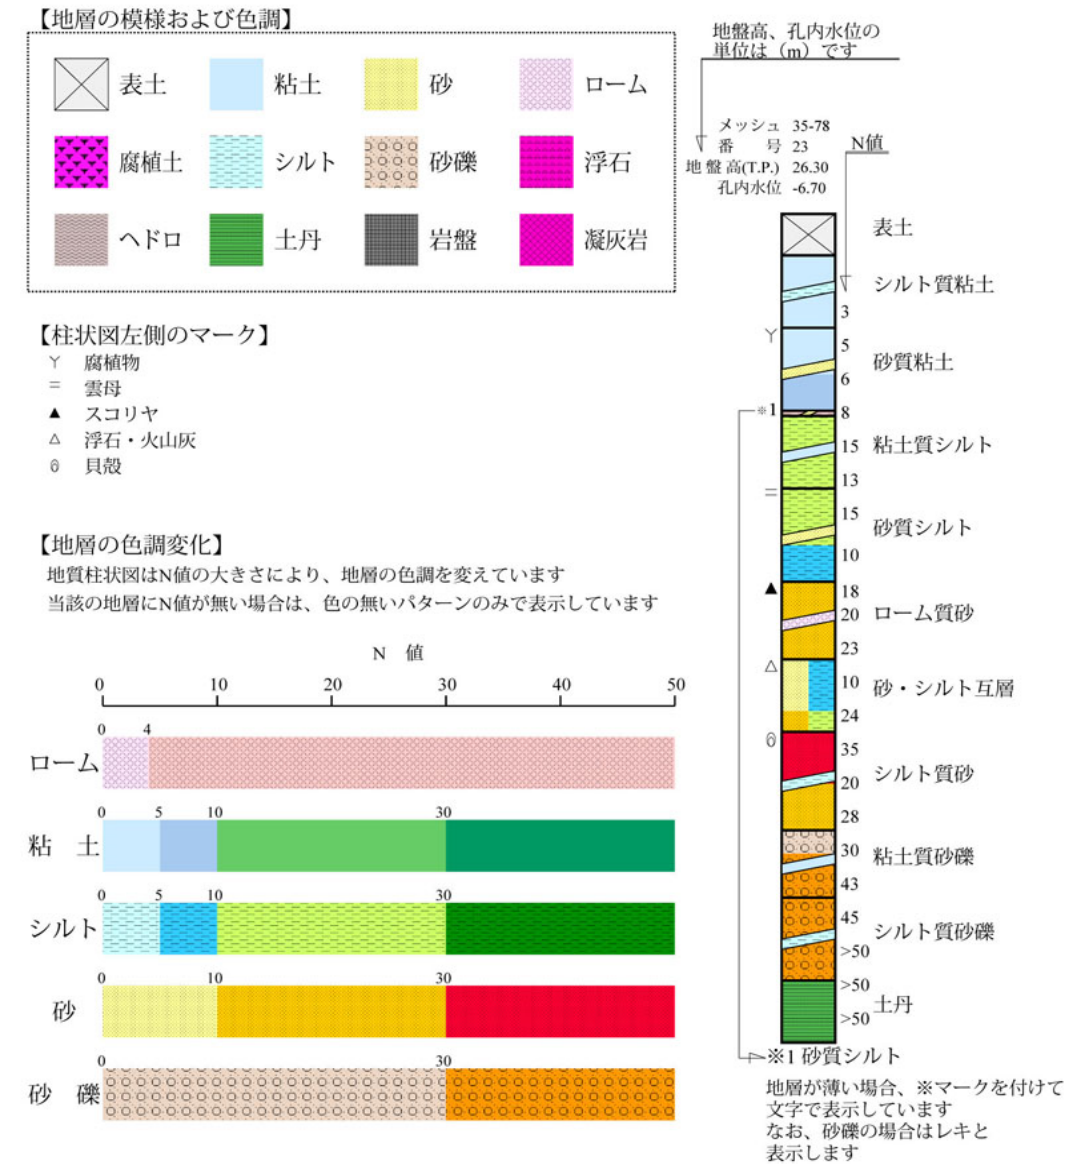 【地層の模様および色調】
表土 粘土 砂 ローム
腐植土 シルト 砂礫 浮石
ヘドロ 土丹 岩盤 凝灰岩
【柱状図左側のマーク】
腐植物
雲母
▲ スコリヤ
△ 浮石・火山灰
貝殻
【地層の色調変化】
地質柱状図はN値の大きさにより、地層の色調を変えています
当該の地層にN値が無い場合は、色の無いパターンのみで表示しています
N 値
0 10 20 30 40 50
0 4
ローム
0 5 10 30
粘 土
0 5 10 30
シルト
0 10 30
砂
0 30
砂 礫
地盤高、孔内水位の
単位は（m）です
メッシュ 35-78
番 号 23
地 盤 高(T.P.) 26.30
孔内水位 -6.70
N値
表土
シルト質粘土
3
5
砂質粘土
6
※1 8
15 粘土質シルト
13
15
砂質シルト
10
▲ 18
20 ローム質砂
23
△
10 砂・シルト互層
24
35
シルト質砂
20
28
30 粘土質砂礫
43
45
シルト質砂礫
>50
>50
土丹
>50
※1 砂質シルト
地層が薄い場合、※マークを付けて
文字で表示しています
なお、砂礫の場合はレキと
表示します